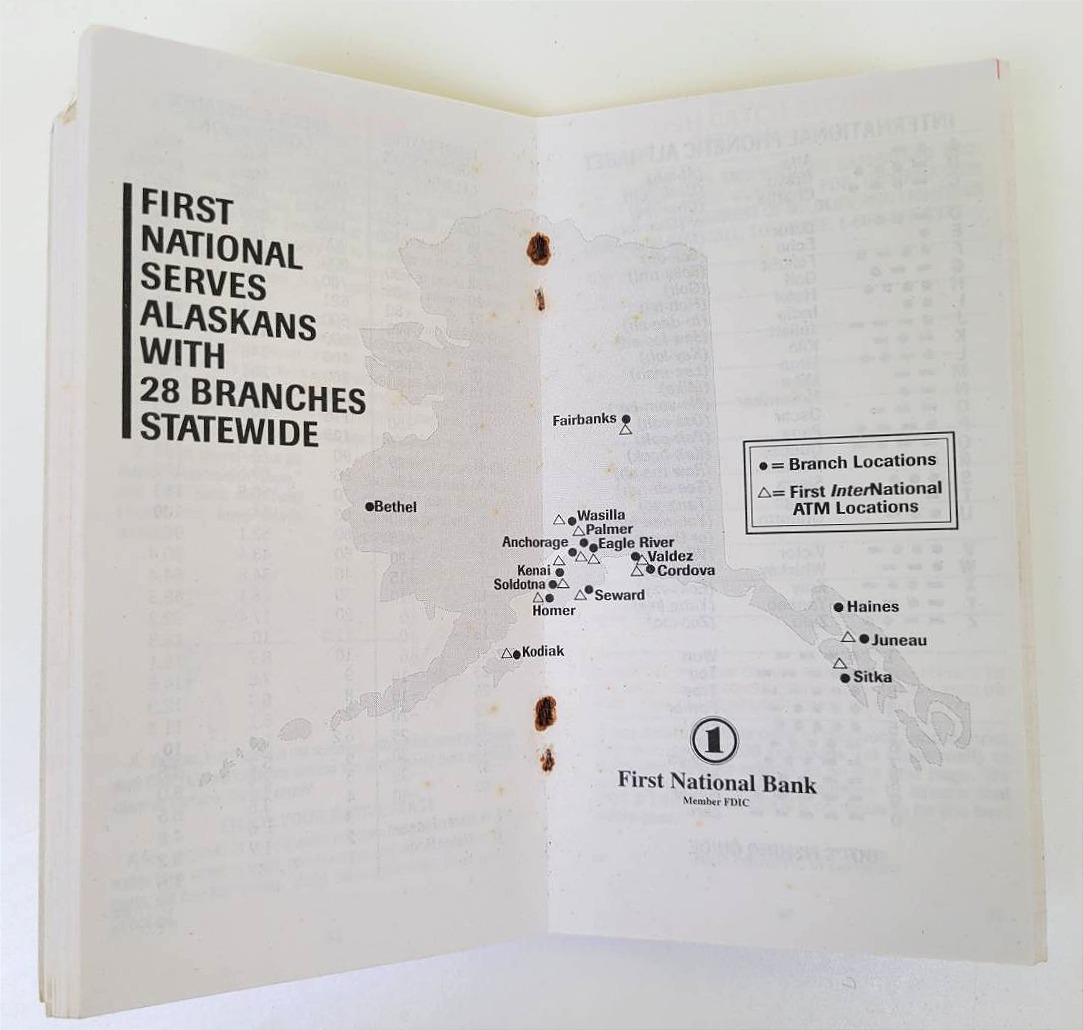 FIRST
NATIONAL
SERVES
ALASKANS
WITH
28 BRANCHES
STATEWIDE
Fairbanks
● = Branch Locations
△ = First InterNational
ATM Locations
Bethel
Wasilla
Palmer
Anchorage
Eagle River
Valdez
Kenai
Cordova
Soldotna
Seward
Homer
Haines
Juneau
Kodiak
Sitka
1
First National Bank
Member FDIC